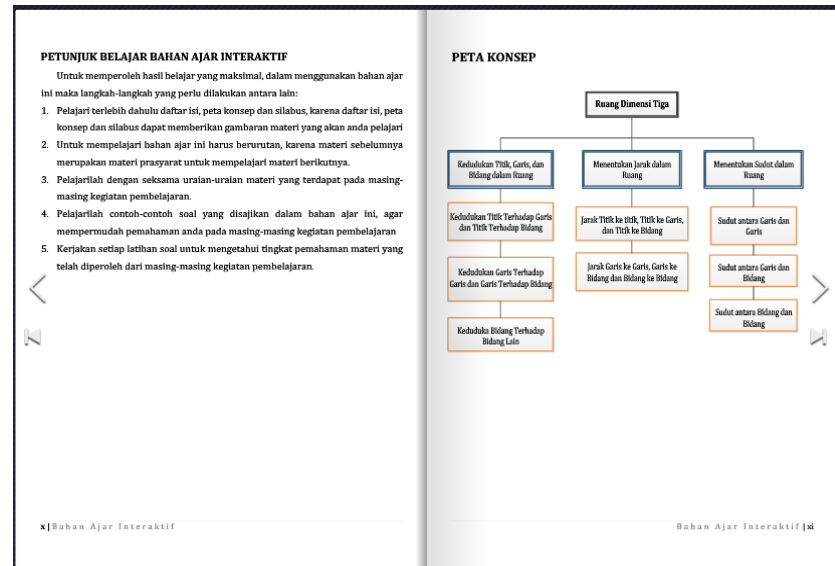 PETUNJUK BELAJAR BAHAN AJAR INTERAKTIF
Untuk memperoleh hasil belajar yang maksimal, dalam menggunakan bahan ajar
ini maka langkah-langkah yang perlu dilakukan antara lain:
1. Pelajari terlebih dahulu daftar isi, peta konsep dan silabus, karena daftar isi, peta
konsep dan silabus dapat memberikan gambaran materi yang akan anda pelajari
2. Untuk mempelajari bahan ajar ini harus berurutan, karena materi sebelumnya
merupakan materi prasyarat untuk mempelajari materi berikutnya.
3. Pelajarilah dengan seksama uraian-uraian materi yang terdapat pada masing-
masing kegiatan pembelajaran.
4. Pelajarilah contoh-contoh soal yang disajikan dalam bahan ajar ini, agar
mempermudah pemahaman anda pada masing-masing kegiatan pembelajaran
5. Kerjakan setiap latihan soal untuk mengetahui tingkat pemahaman materi yang
telah diperoleh dari masing-masing kegiatan pembelajaran.
x | Bahan Ajar Interaktif
PETA KONSEP
Ruang Dimensi Tiga
Kedudukan Titik, Garis, dan
Bidang dalam Ruang
Kedudukan Titik Terhadap Garis
dan Titik Terhadap Bidang
Kedudukan Garis Terhadap
Garis dan Garis Terhadap Bidang
Keduduka Bidang Terhadap
Bidang Lain
Menentukan Jarak dalam
Ruang
Jarak Titik ke titik, Titik ke Garis,
dan Titik ke Bidang
Jarak Garis ke Garis, Garis ke
Bidang dan Bidang ke Bidang
Menentukan Sudut dalam
Ruang
Sudut antara Garis dan
Garis
Sudut antara Garis dan
Bidang
Sudut antara Bidang dan
Bidang
Bahan Ajar Interaktif | xi